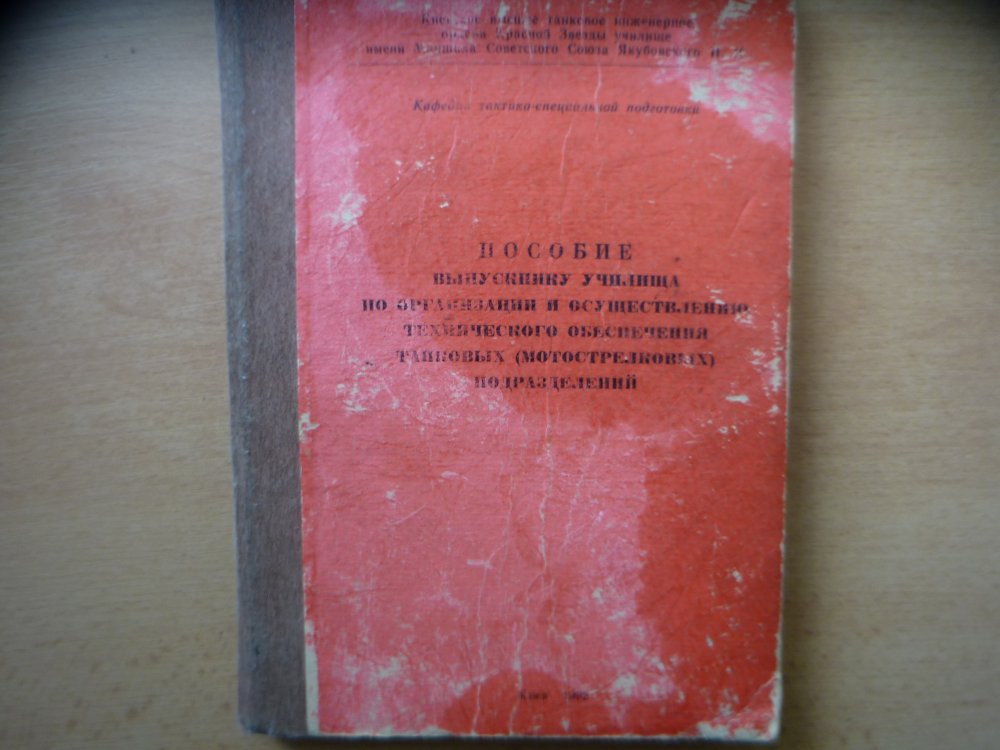 Киевское высшее танковое инженерное
ордена Красной Звезды училище
имени Маршала Советского Союза Якубовского И.
Кафедра тактико-специальной подготовки
ПОСОБИЕ
ВЫПУСКНИКУ УЧИЛИЩА
ПО ОРГАНИЗАЦИИ И ОСУЩЕСТВЛЕНИЮ
ТЕХНИЧЕСКОГО ОБЕСПЕЧЕНИЯ
ТАНКОВЫХ (МОТОСТРЕЛКОВЫХ)
ПОДРАЗДЕЛЕНИЙ
Киев